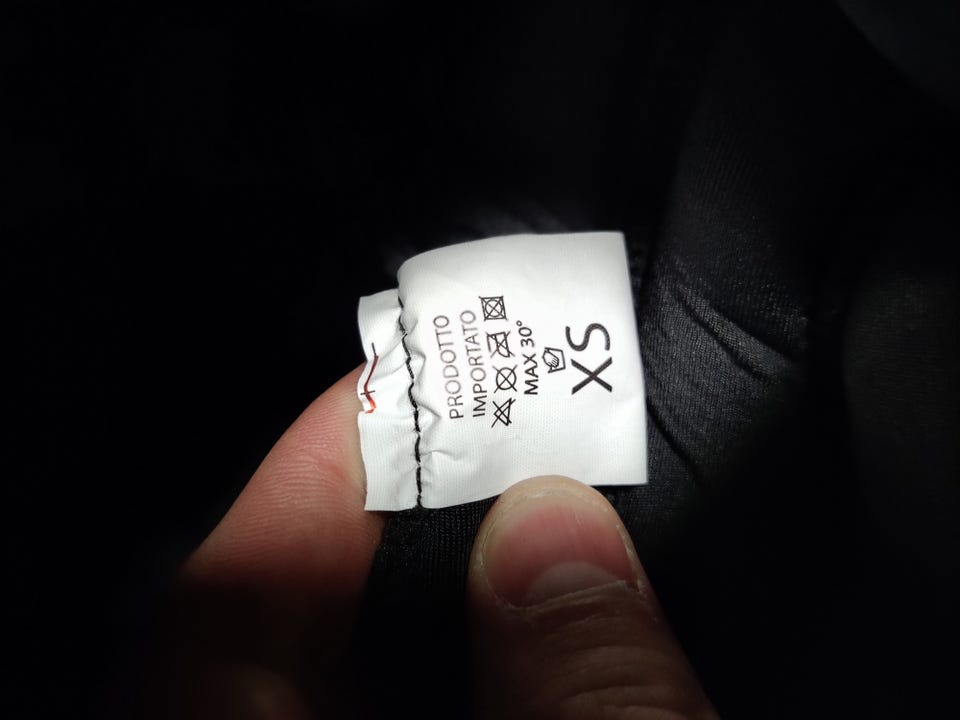 PRODOTTO
IMPORTATO
MAX 30°
XS